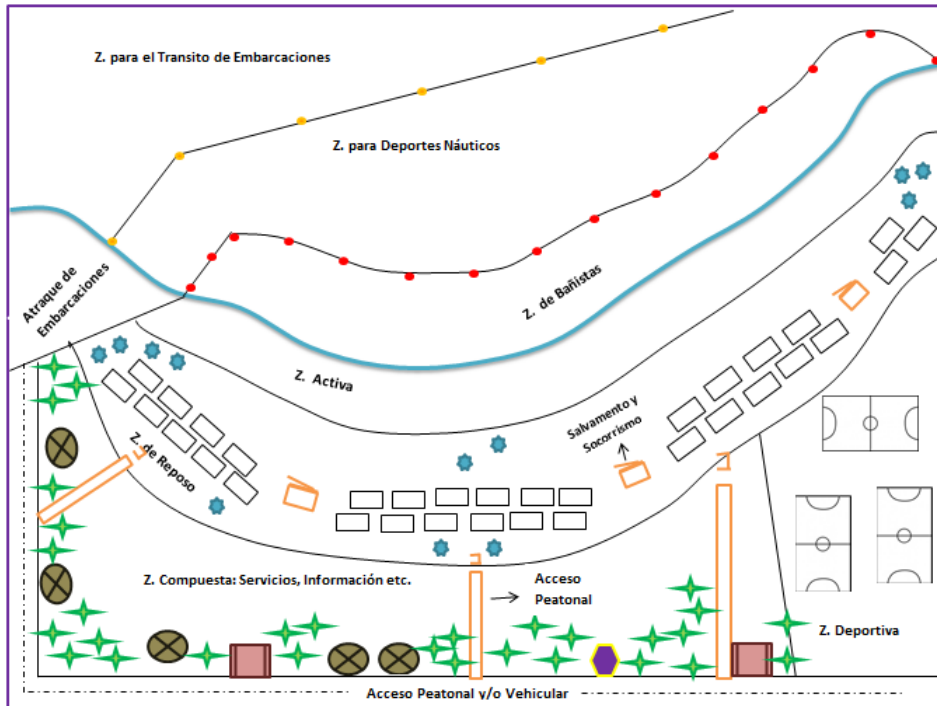 Z. para el Transito de Embarcaciones
Z. para Deportes Náuticos
Atraque de
Embarcaciones
Z. de Bañistas
Z. Activa
Salvamento y
Socorrismo
Z. de Reposo
Z. Compuesta: Servicios, Información etc.
Acceso
Peatonal
Z. Deportiva
Acceso Peatonal y/o Vehicular